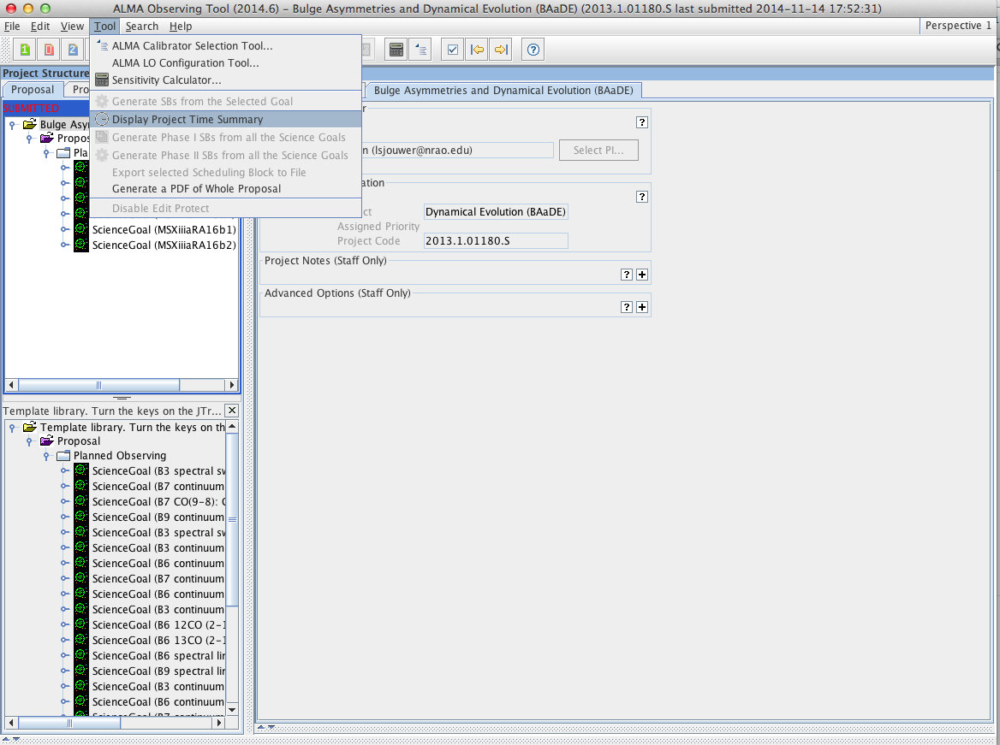 ALMA Observing Tool (2014.6) – Bulge Asymmetries and Dynamical Evolution (BAaDE) (2013.1.01180.S last submitted 2014-11-14 17:52:31)
File Edit View Tool Search Help
Perspective 1
1
2
?
ALMA Calibrator Selection Tool...
ALMA LO Configuration Tool...
Sensitivity Calculator...
Generate SBs from the Selected Goal
Display Project Time Summary
Generate Phase I SBs from all the Science Goals
Generate Phase II SBs from all the Science Goals
Export selected Scheduling Block to File
Generate a PDF of Whole Proposal
Disable Edit Protect
Project Structure
Proposal Pro
SUBMITTED
Bulge Asy
Propos
Pla
ScienceGoal (MSXiiiaRA16b1)
ScienceGoal (MSXiiiaRA16b2)
Bulge Asymmetries and Dynamical Evolution (BAaDE)
r
?
n (lsjouwer@nrao.edu)
Select PI...
ation
?
ct
Dynamical Evolution (BAaDE)
Assigned Priority
Project Code
2013.1.01180.S
Project Notes (Staff Only)
? +
Advanced Options (Staff Only)
? +
Template library. Turn the keys on the JTr...
Template library. Turn the keys on th
Proposal
Planned Observing
ScienceGoal (B3 spectral sw
ScienceGoal (B7 continuum
ScienceGoal (B7 CO(9-8): C
ScienceGoal (B9 continuum
ScienceGoal (B3 spectral sw
ScienceGoal (B3 continuum
ScienceGoal (B6 continuum
ScienceGoal (B7 continuum
ScienceGoal (B6 continuum
ScienceGoal (B3 continuum
ScienceGoal (B6 12CO (2-1
ScienceGoal (B6 13CO (2-1
ScienceGoal (B6 spectral lin
ScienceGoal (B9 spectral lin
ScienceGoal (B3 continuum
ScienceGoal (B6 continuum
ScienceGoal (B7 continuum